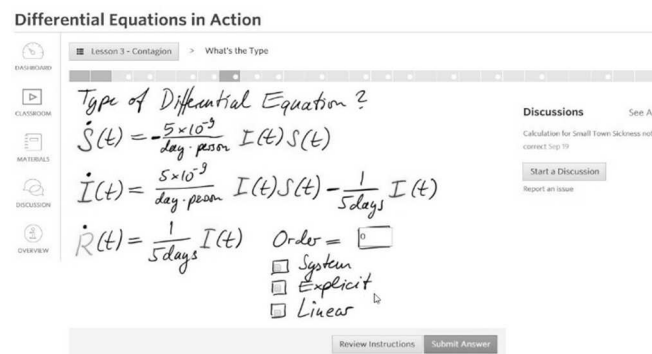 Differential Equations in Action
Lesson 3 - Contagion > What's the Type
DASHBOARD
CLASSROOM
MATERIALS
DISCUSSION
OVERVIEW
Type of Differential Equation?
Ṡ(t) = -5×10⁻⁹/day·person I(t)S(t)
İ(t) = 5×10⁻⁹/day·person I(t)S(t) - 1/5days I(t)
Ṙ(t) = 1/5days I(t)
Order = 0
System
Explicit
Linear
Review Instructions Submit Answer
Discussions See A
Calculation for Small Town Sickness not
correct Sep 19
Start a Discussion
Report an issue